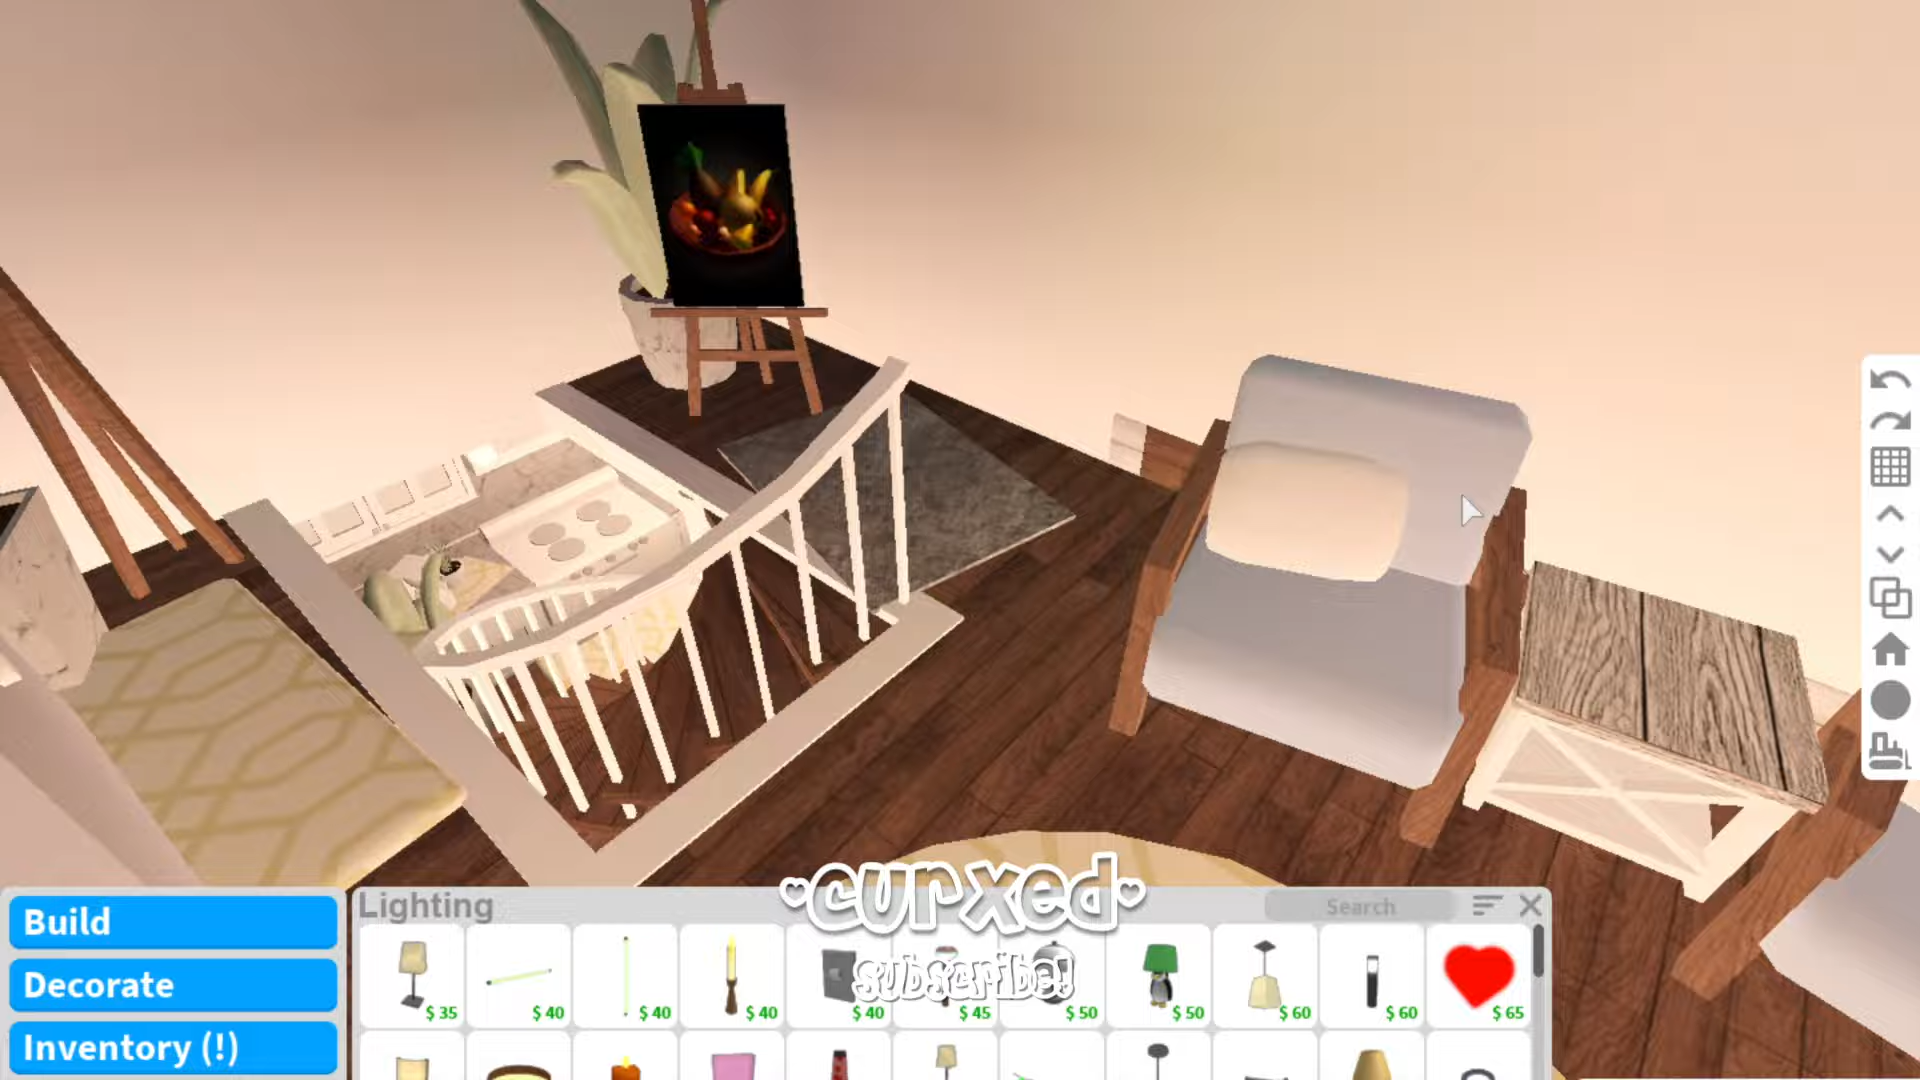 Build
Decorate
Inventory (!)
Lighting
Search
•curxed•
subscribe!
$ 35
$ 40
$ 40
$ 40
$ 40
$ 45
$ 50
$ 50
$ 60
$ 60
$ 65